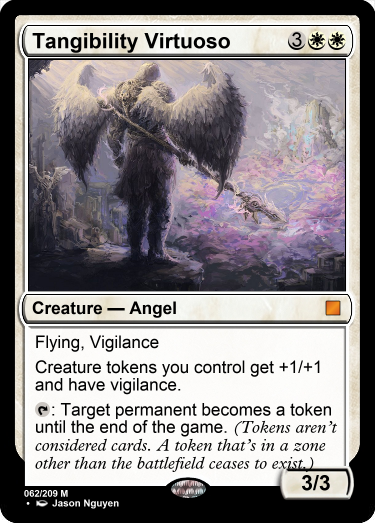 Tangibility Virtuoso 3
Creature — Angel
Flying, Vigilance
Creature tokens you control get +1/+1
and have vigilance.
: Target permanent becomes a token
until the end of the game. (Tokens aren't
considered cards. A token that's in a zone
other than the battlefield ceases to exist.)
3/3
062/209 M
• Jason Nguyen